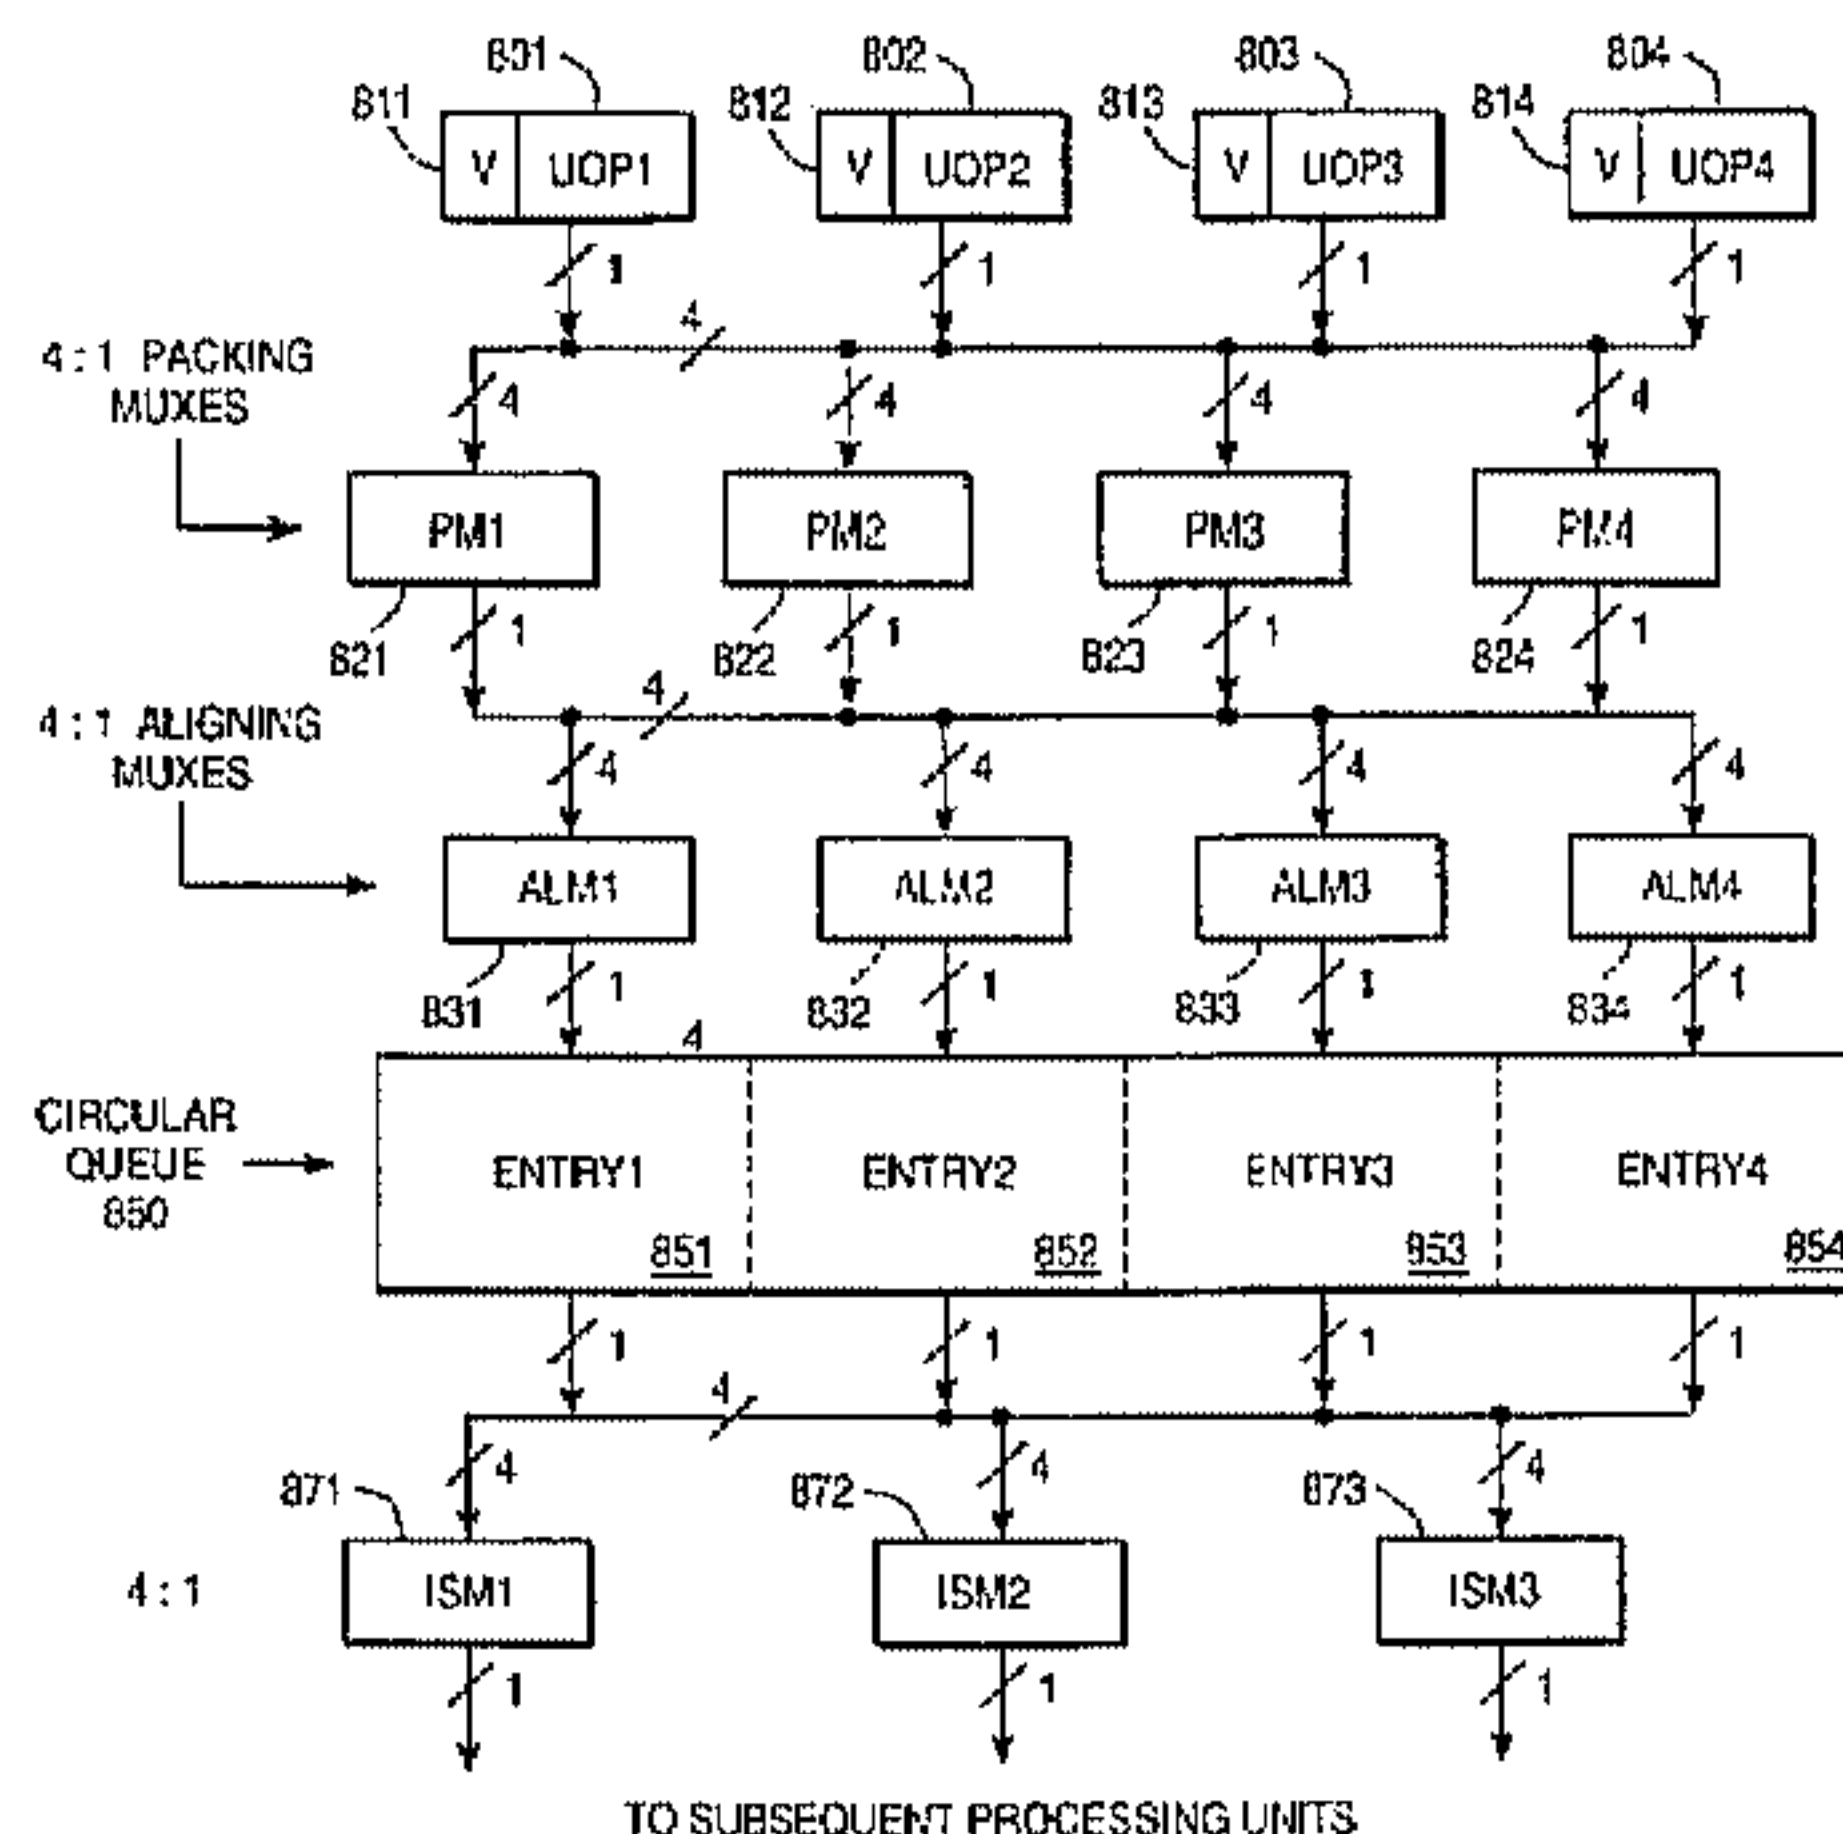 801 802 803 804
811 812 813 814
V UOP1 V UOP2 V UOP3 V UOP4
1 1 1 1
4
4:1 PACKING
MUXES
4 4 4 4
PM1 PM2 PM3 PM4
1 1 1 1
821 822 823 824
4
4:1 ALIGNING
MUXES
4 4 4 4
ALM1 ALM2 ALM3 ALM4
1 1 1 1
831 832 833 834
4
CIRCULAR
QUEUE
850
ENTRY1 ENTRY2 ENTRY3 ENTRY4
851 852 853 854
1 1 1 1
4
4 4 4
871 872 873
4:1 ISM1 ISM2 ISM3
1 1 1
TO SUBSEQUENT PROCESSING UNITS